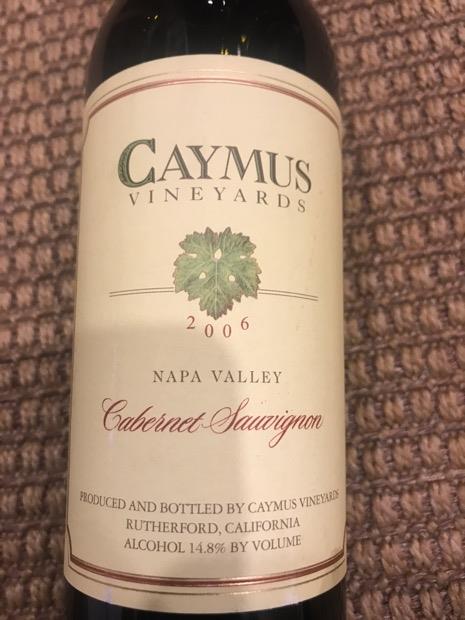 CAYMUS
VINEYARDS
2006
NAPA VALLEY
Cabernet Sauvignon
PRODUCED AND BOTTLED BY CAYMUS VINEYARDS
RUTHERFORD, CALIFORNIA
ALCOHOL 14.8% BY VOLUME